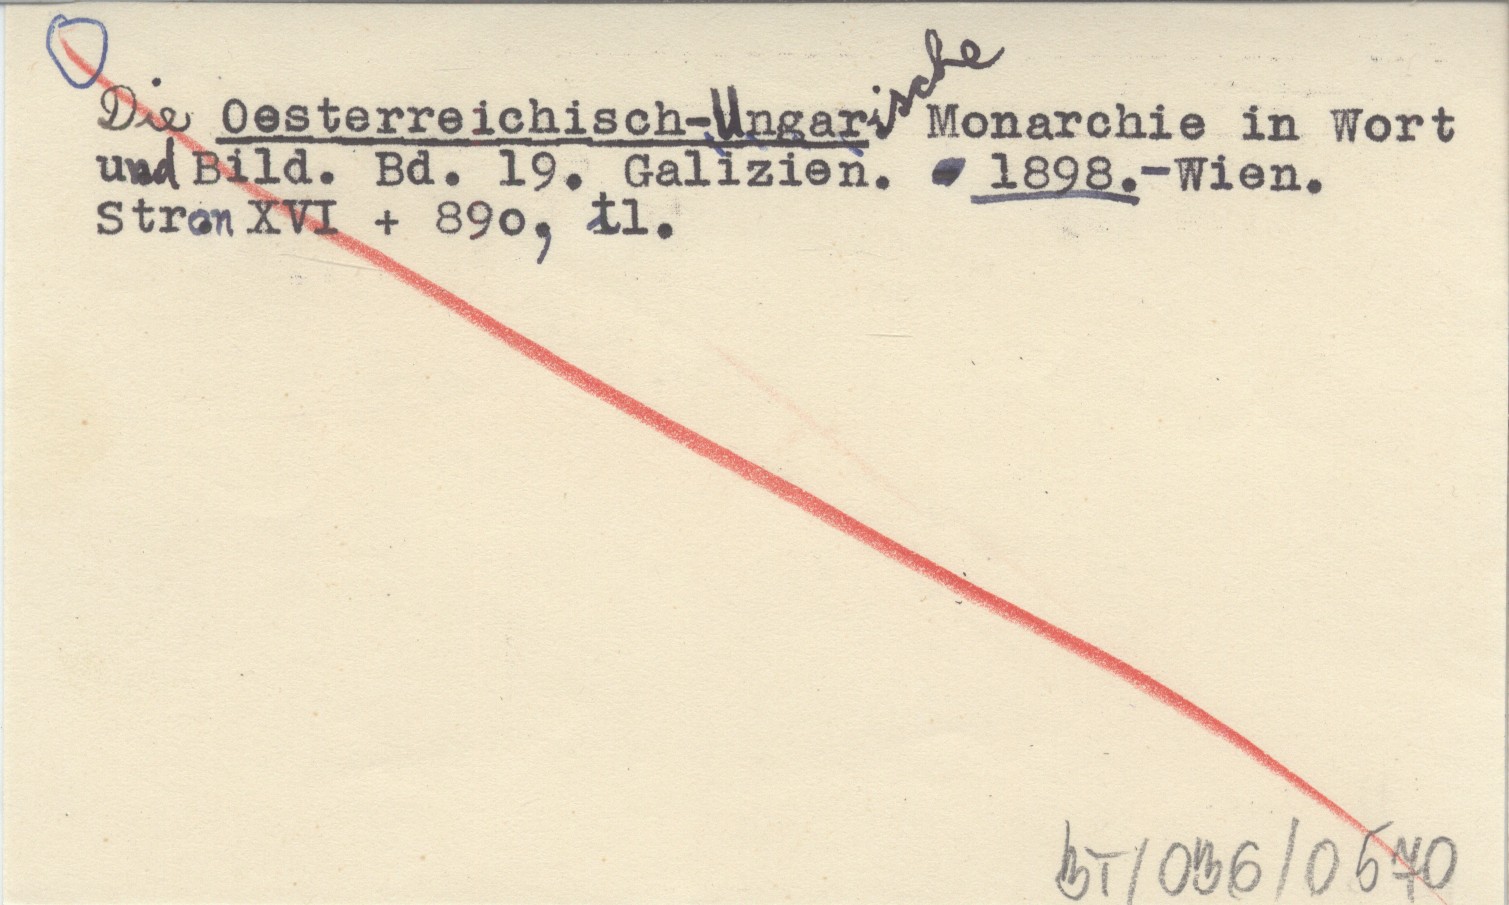 Die Oesterreichisch-Ungarische Monarchie in Wort
und Bild. Bd. 19. Galizien. 1898.-Wien.
Stron XVI + 890, tl.
BT/036/0570